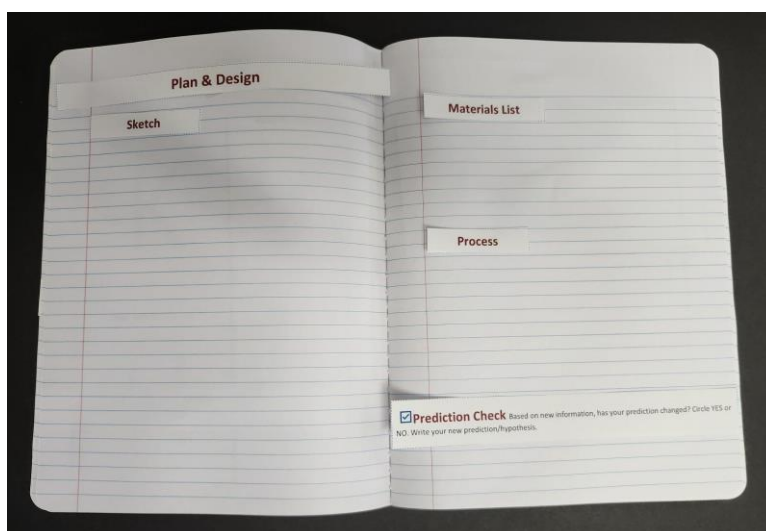 Plan & Design
Sketch
Materials List
Process
Prediction Check Based on new information, has your prediction changed? Circle YES or
NO. Write your new prediction/hypothesis.